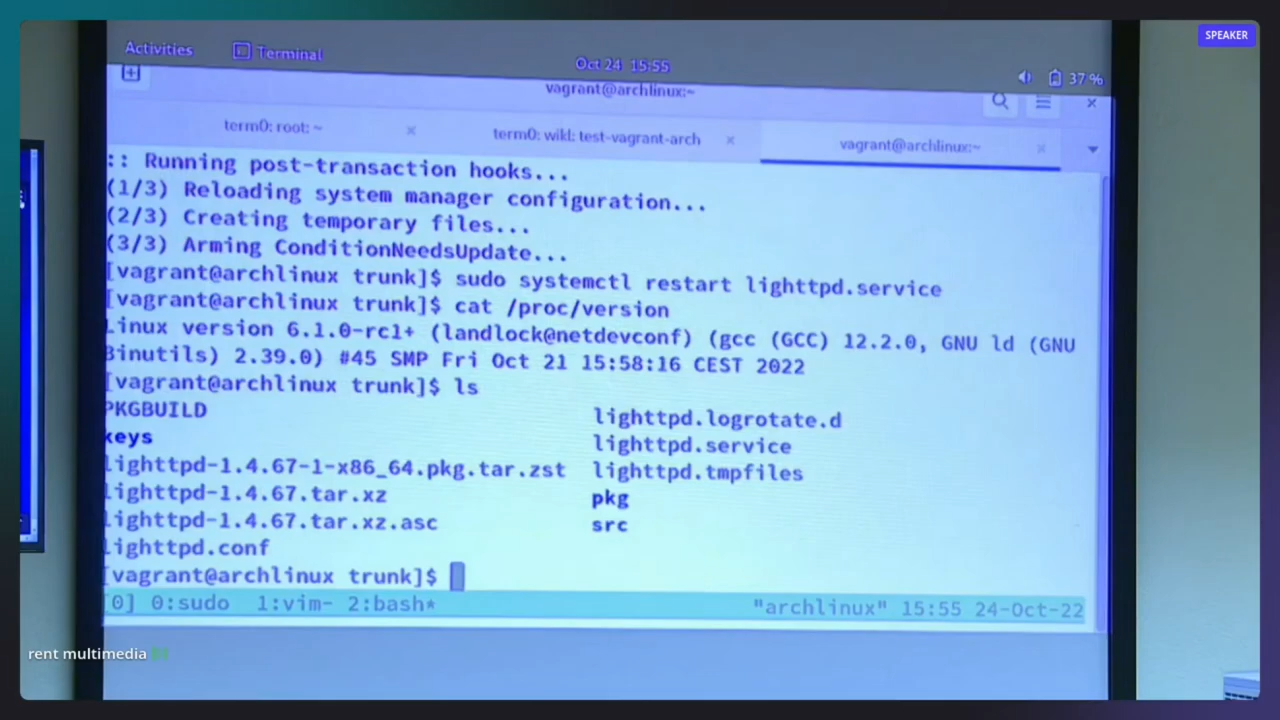 SPEAKER
Activities Terminal
Oct 24 15:55
37 %
vagrant@archlinux:~
term0: root: ~
term0: wiki: test-vagrant-arch
vagrant@archlinux:~
:: Running post-transaction hooks...
(1/3) Reloading system manager configuration...
(2/3) Creating temporary files...
(3/3) Arming ConditionNeedsUpdate...
[vagrant@archlinux trunk]$ sudo systemctl restart lighttpd.service
[vagrant@archlinux trunk]$ cat /proc/version
Linux version 6.1.0-rc1+ (landlock@netdevconf) (gcc (GCC) 12.2.0, GNU ld (GNU
Binutils) 2.39.0) #45 SMP Fri Oct 21 15:58:16 CEST 2022
[vagrant@archlinux trunk]$ ls
PKGBUILD lighttpd.logrotate.d
keys lighttpd.service
lighttpd-1.4.67-1-x86_64.pkg.tar.zst lighttpd.tmpfiles
lighttpd-1.4.67.tar.xz pkg
lighttpd-1.4.67.tar.xz.asc src
lighttpd.conf
[vagrant@archlinux trunk]$
[0] 0:sudo 1:vim- 2:bash* "archlinux" 15:55 24-Oct-22
rent multimedia